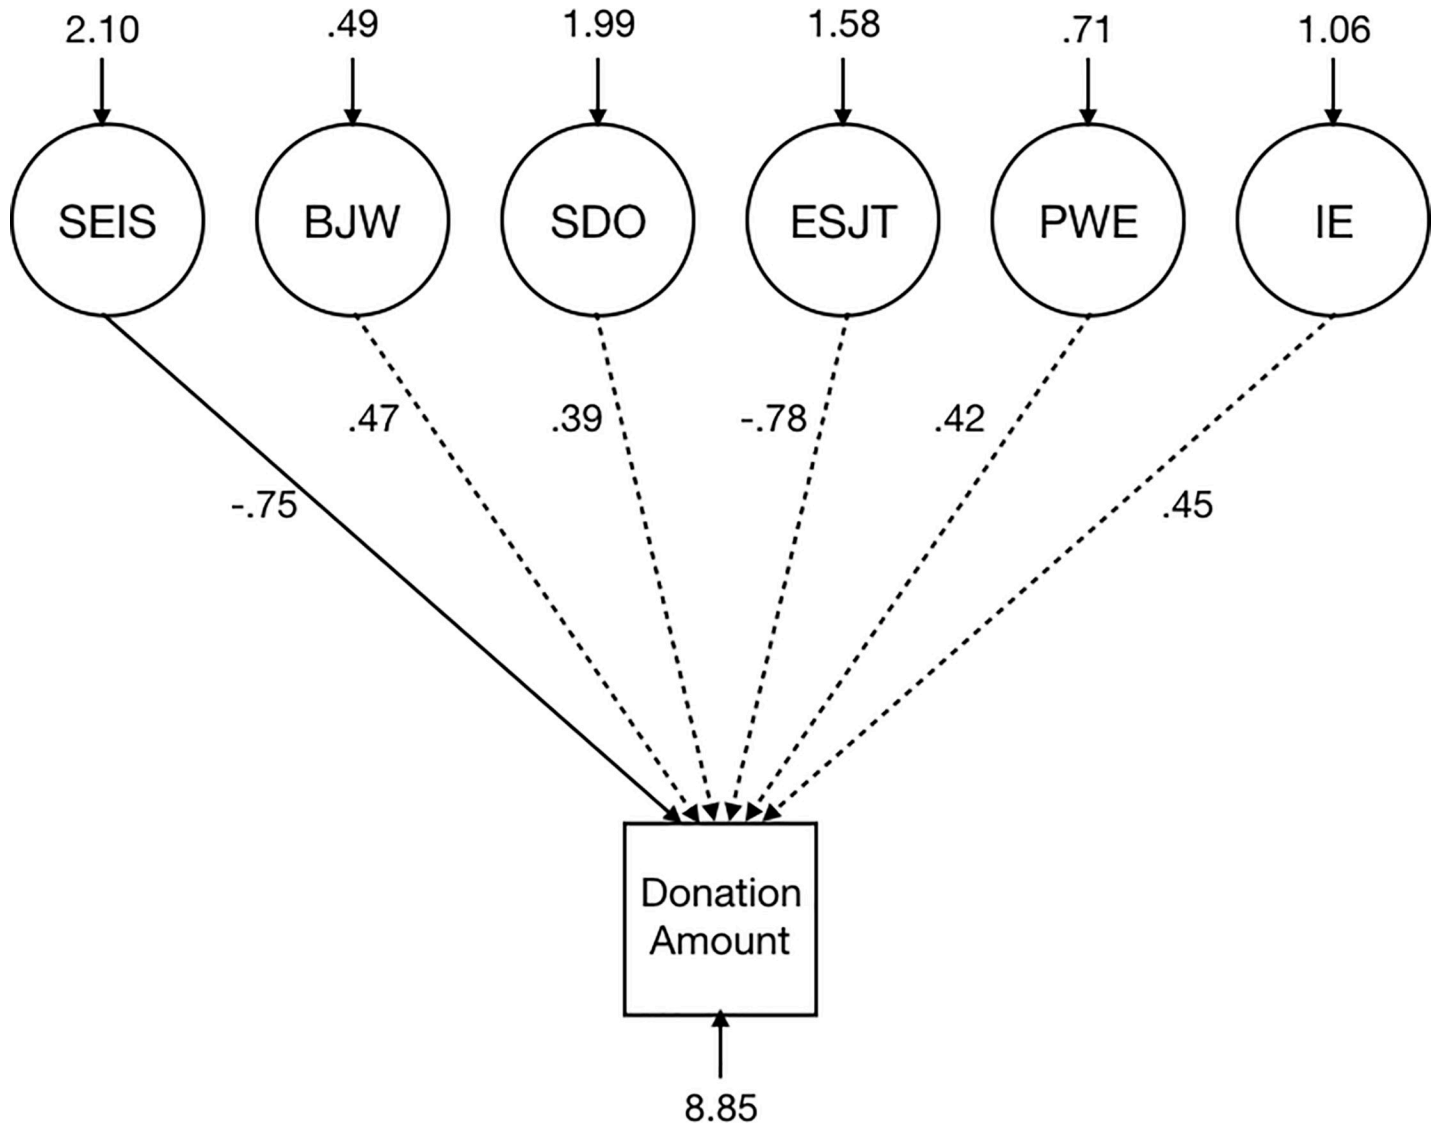 2.10 .49 1.99 1.58 .71 1.06
SEIS BJW SDO ESJT PWE IE
.47 .39 -.78 .42
-.75 .45
Donation
Amount
8.85